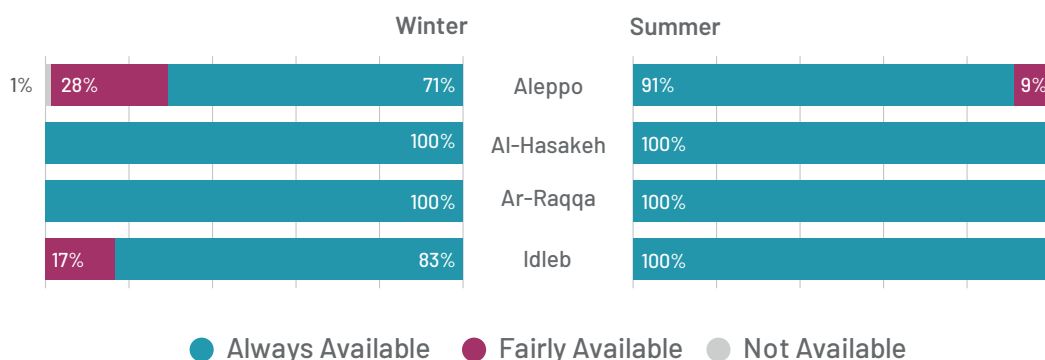 Winter Summer
1% 28% 71% Aleppo 91% 9%
100% Al-Hasakeh 100%
100% Ar-Raqqa 100%
17% 83% Idleb 100%
Always Available Fairly Available Not Available